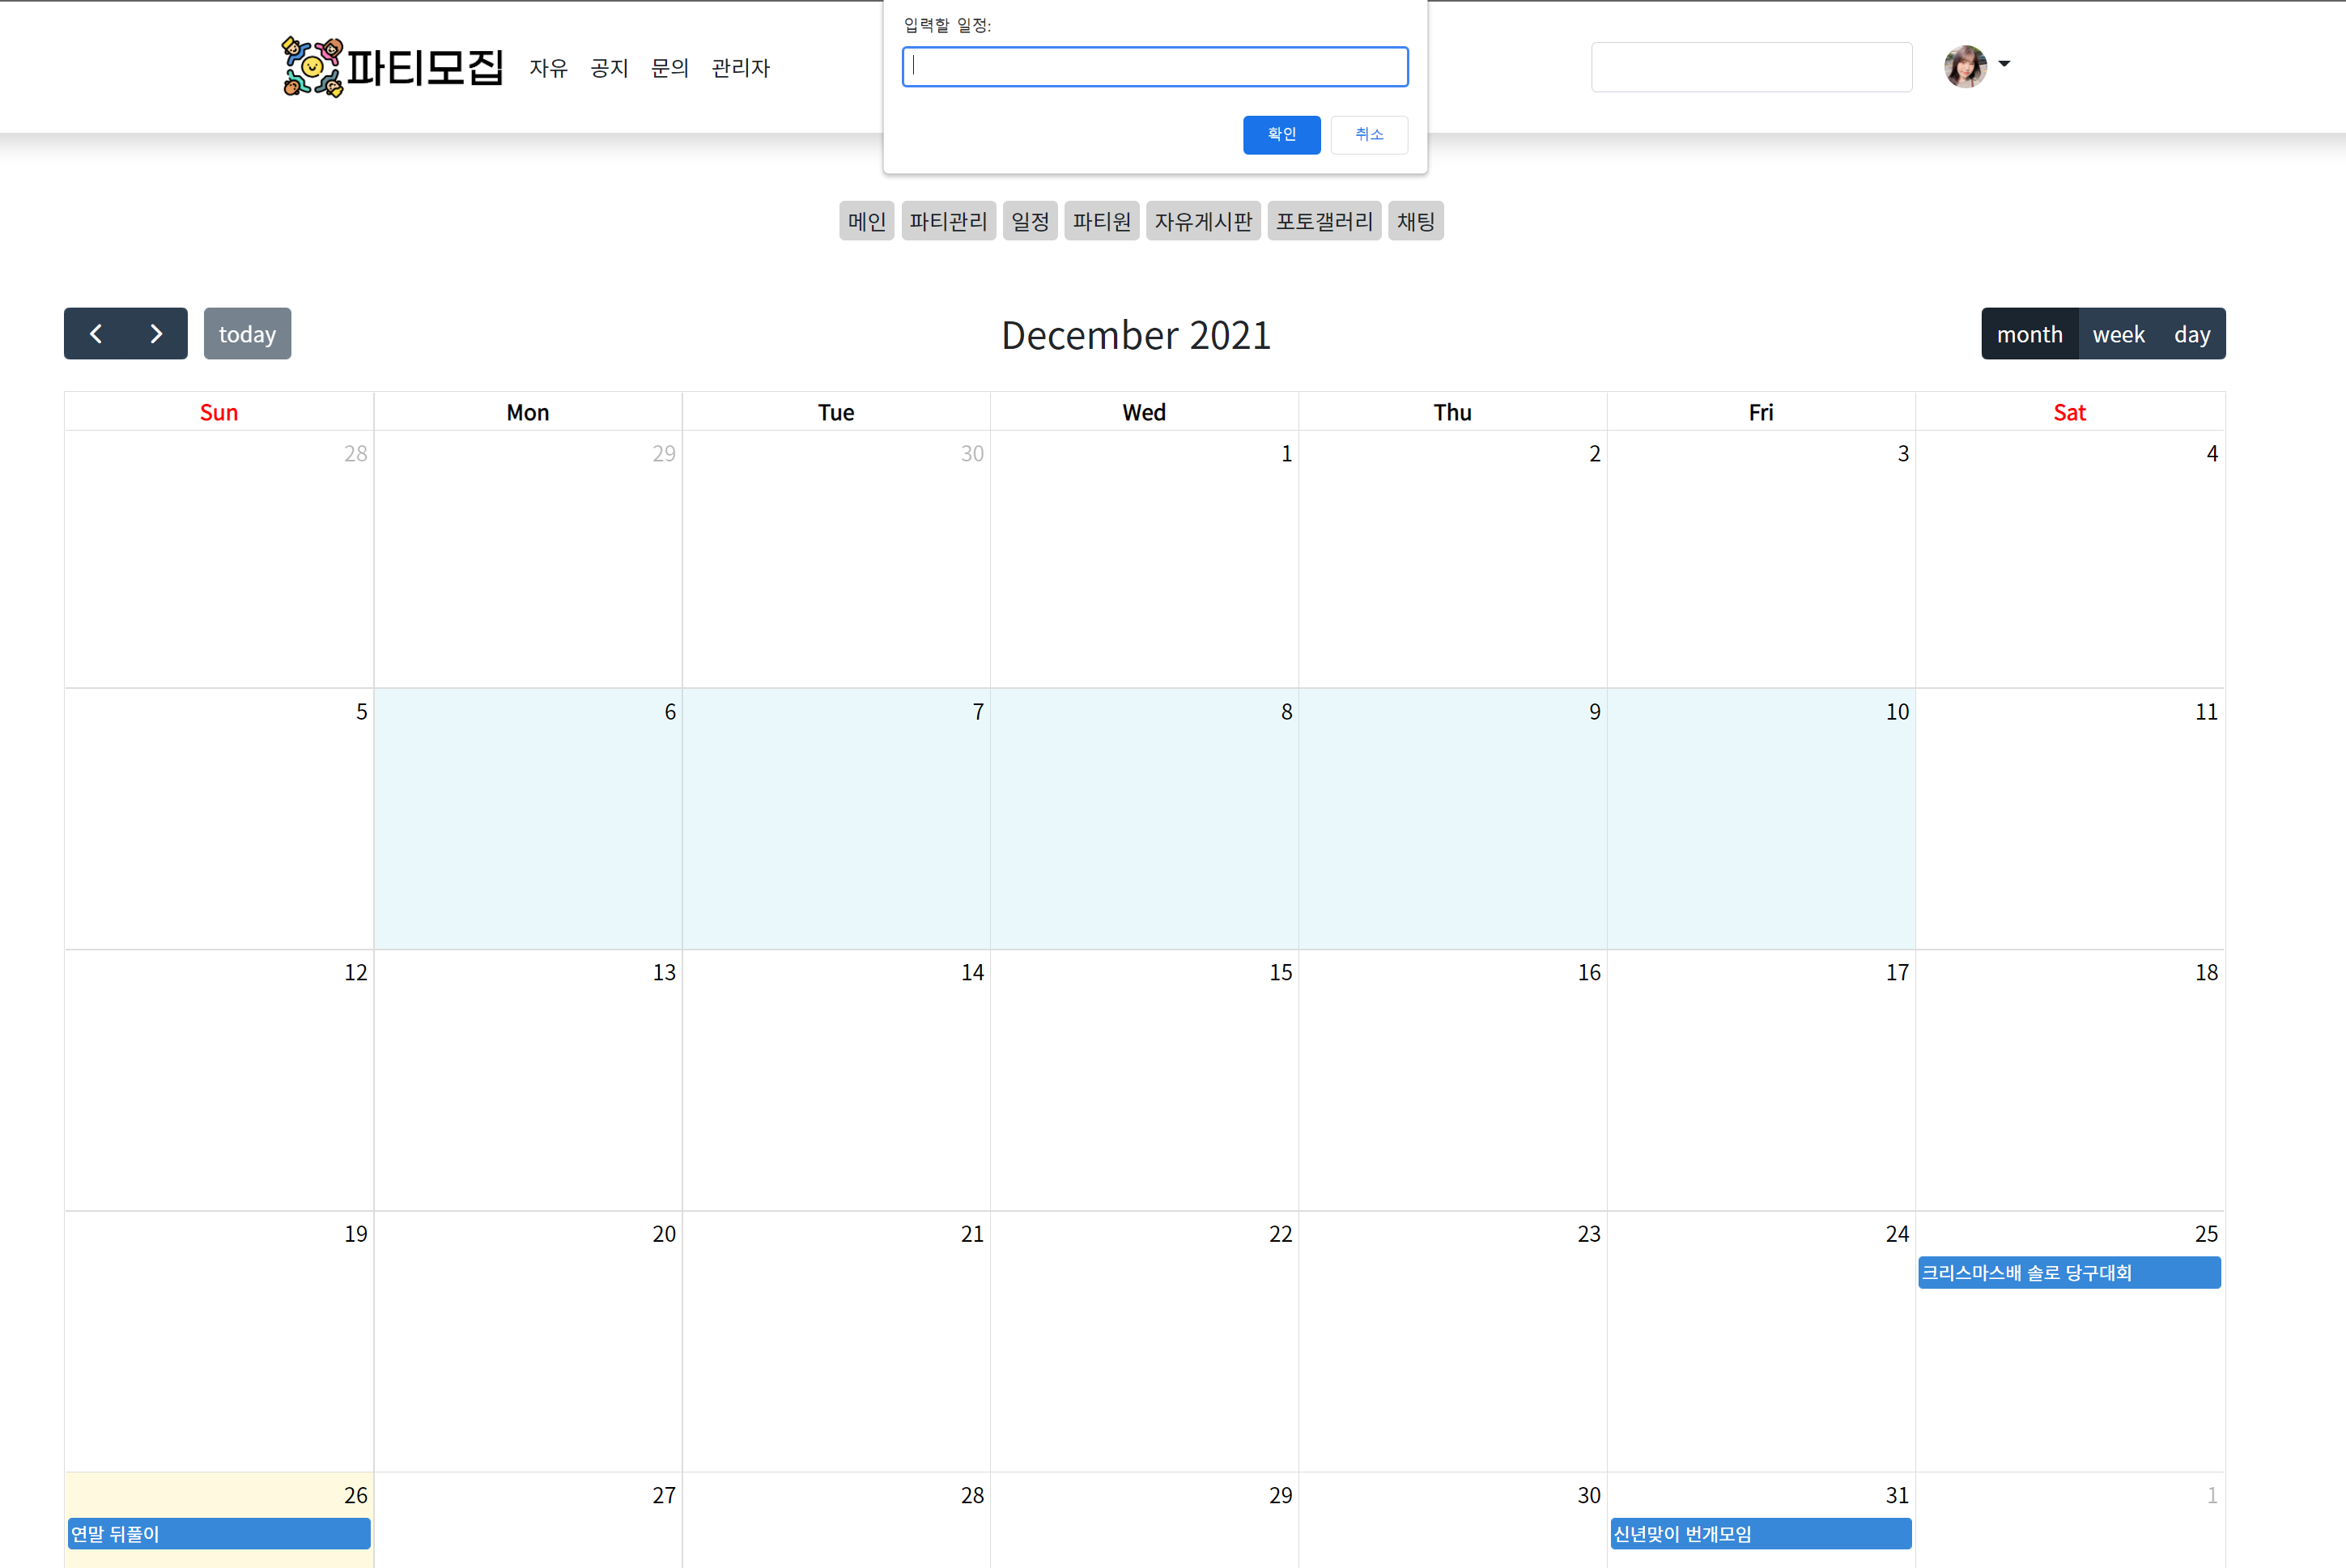 입력할 일정:
파티모집 자유 공지 문의 관리자
확인 취소
메인 파티관리 일정 파티원 자유게시판 포토갤러리 채팅
today December 2021 month week day
Sun Mon Tue Wed Thu Fri Sat
28 29 30 1 2 3 4
5 6 7 8 9 10 11
12 13 14 15 16 17 18
19 20 21 22 23 24 25
크리스마스배 솔로 당구대회
26 27 28 29 30 31 1
연말 뒤풀이 신년맞이 번개모임